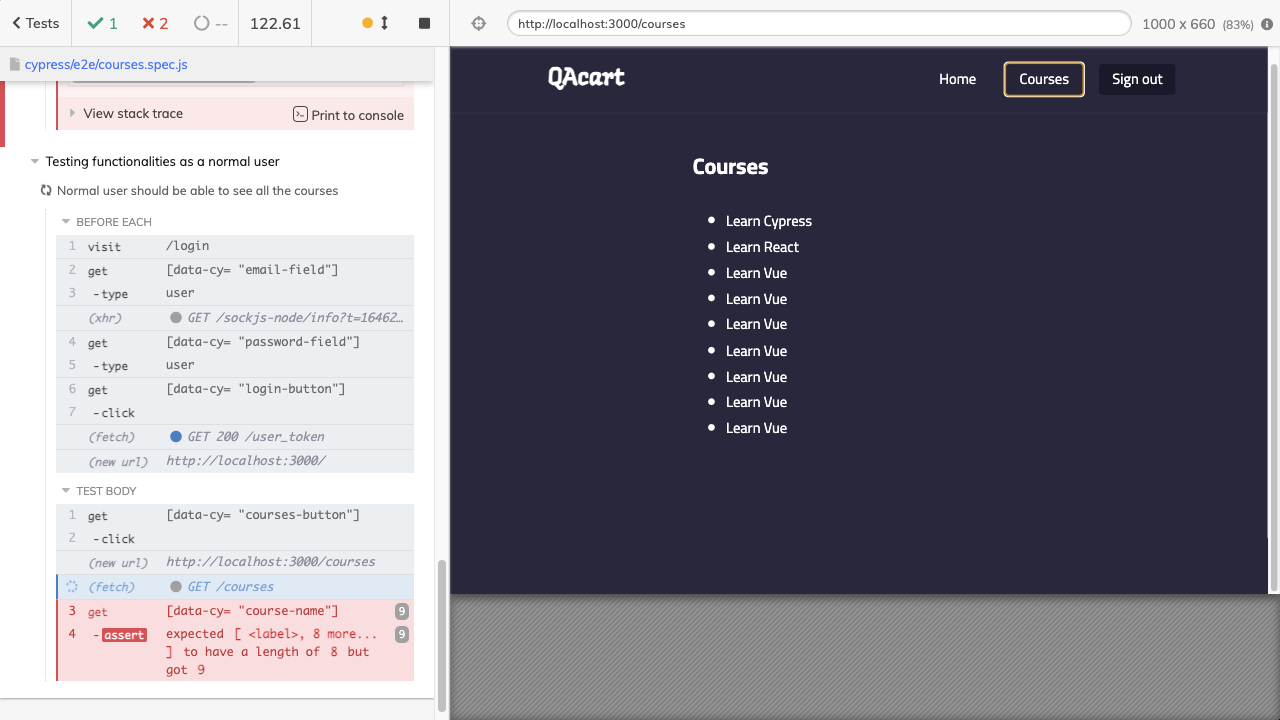 Tests
1
2
--
122.61
http://localhost:3000/courses
1000 x 660 (83%)
cypress/e2e/courses.spec.js
View stack trace
Print to console
Testing functionalities as a normal user
Normal user should be able to see all the courses
BEFORE EACH
1 visit /login
2 get [data-cy= "email-field"]
3 -type user
(xhr) GET /sockjs-node/info?t=16462…
4 get [data-cy= "password-field"]
5 -type user
6 get [data-cy= "login-button"]
7 -click
(fetch) GET 200 /user_token
(new url) http://localhost:3000/
TEST BODY
1 get [data-cy= "courses-button"]
2 -click
(new url) http://localhost:3000/courses
(fetch) GET /courses
3 get [data-cy= "course-name"] 9
4 -assert expected [ <label>, 8 more... 9
] to have a length of 8 but
got 9
QAcart
Home
Courses
Sign out
Courses
Learn Cypress
Learn React
Learn Vue
Learn Vue
Learn Vue
Learn Vue
Learn Vue
Learn Vue
Learn Vue